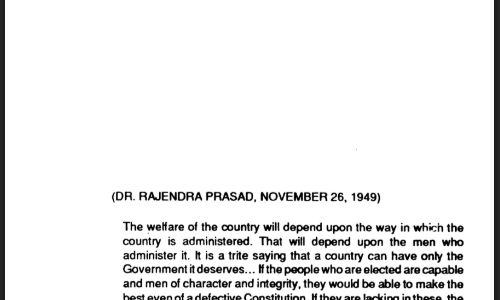 (DR. RAJENDRA PRASAD, NOVEMBER 26, 1949)
The welfare of the country will depend upon the way in which the
country is administered. That will depend upon the men who
administer it. It is a trite saying that a country can have only the
Government it deserves... If the people who are elected are capable
and men of character and integrity, they would be able to make the
best even of a defective Constitution. If they are lacking in these, the